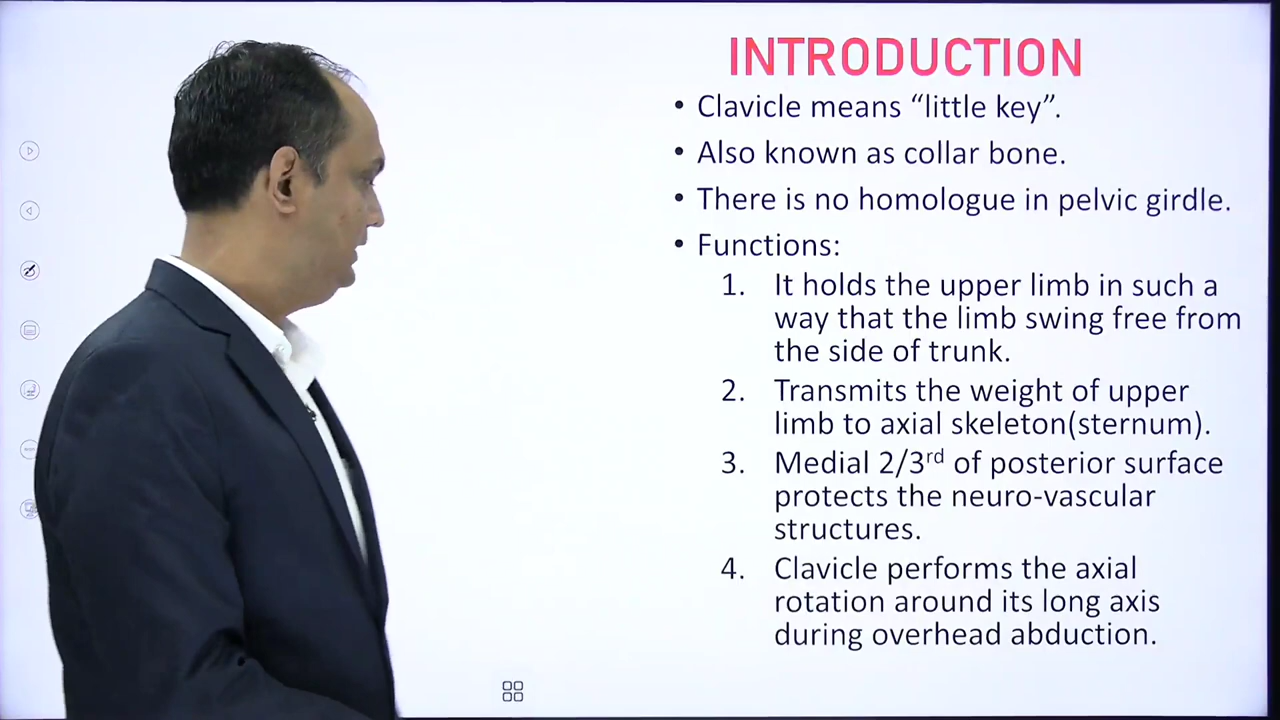 INTRODUCTION
• Clavicle means “little key”.
• Also known as collar bone.
• There is no homologue in pelvic girdle.
• Functions:
1. It holds the upper limb in such a
way that the limb swing free from
the side of trunk.
2. Transmits the weight of upper
limb to axial skeleton(sternum).
3. Medial 2/3rd of posterior surface
protects the neuro-vascular
structures.
4. Clavicle performs the axial
rotation around its long axis
during overhead abduction.